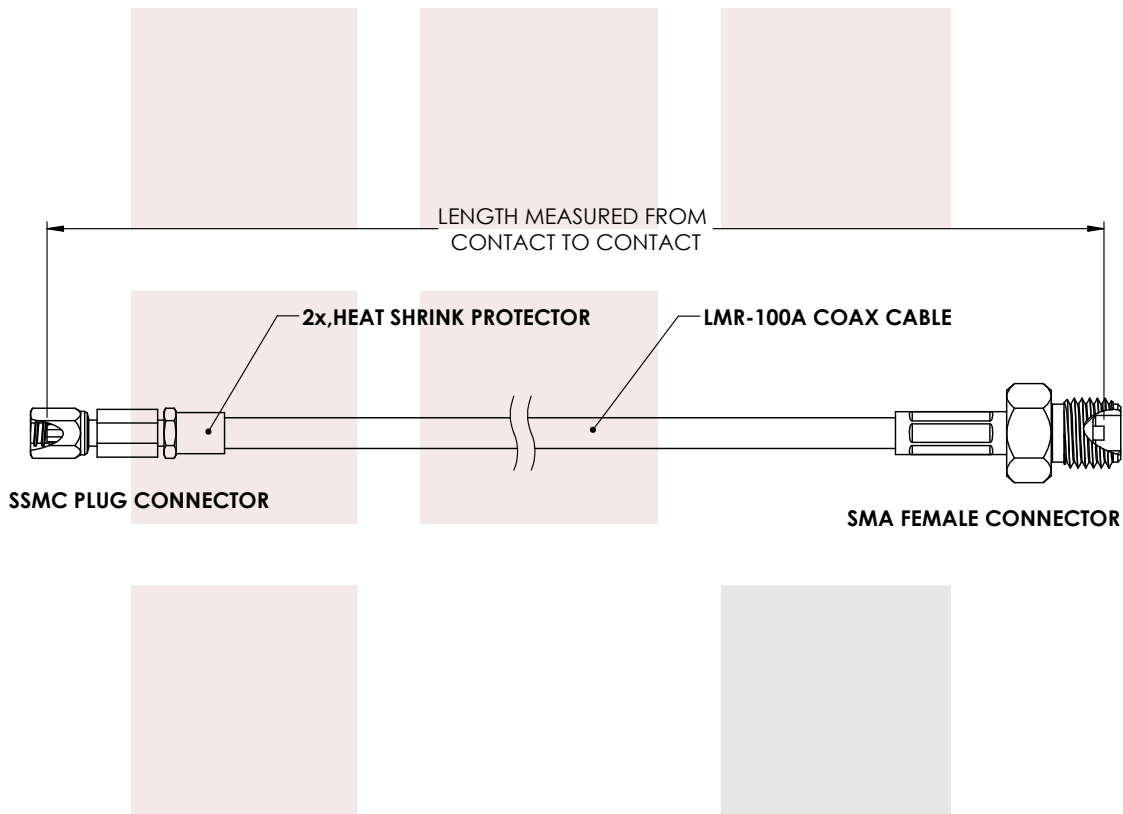 LENGTH MEASURED FROM
CONTACT TO CONTACT
2x,HEAT SHRINK PROTECTOR
LMR-100A COAX CABLE
SSMC PLUG CONNECTOR
SMA FEMALE CONNECTOR